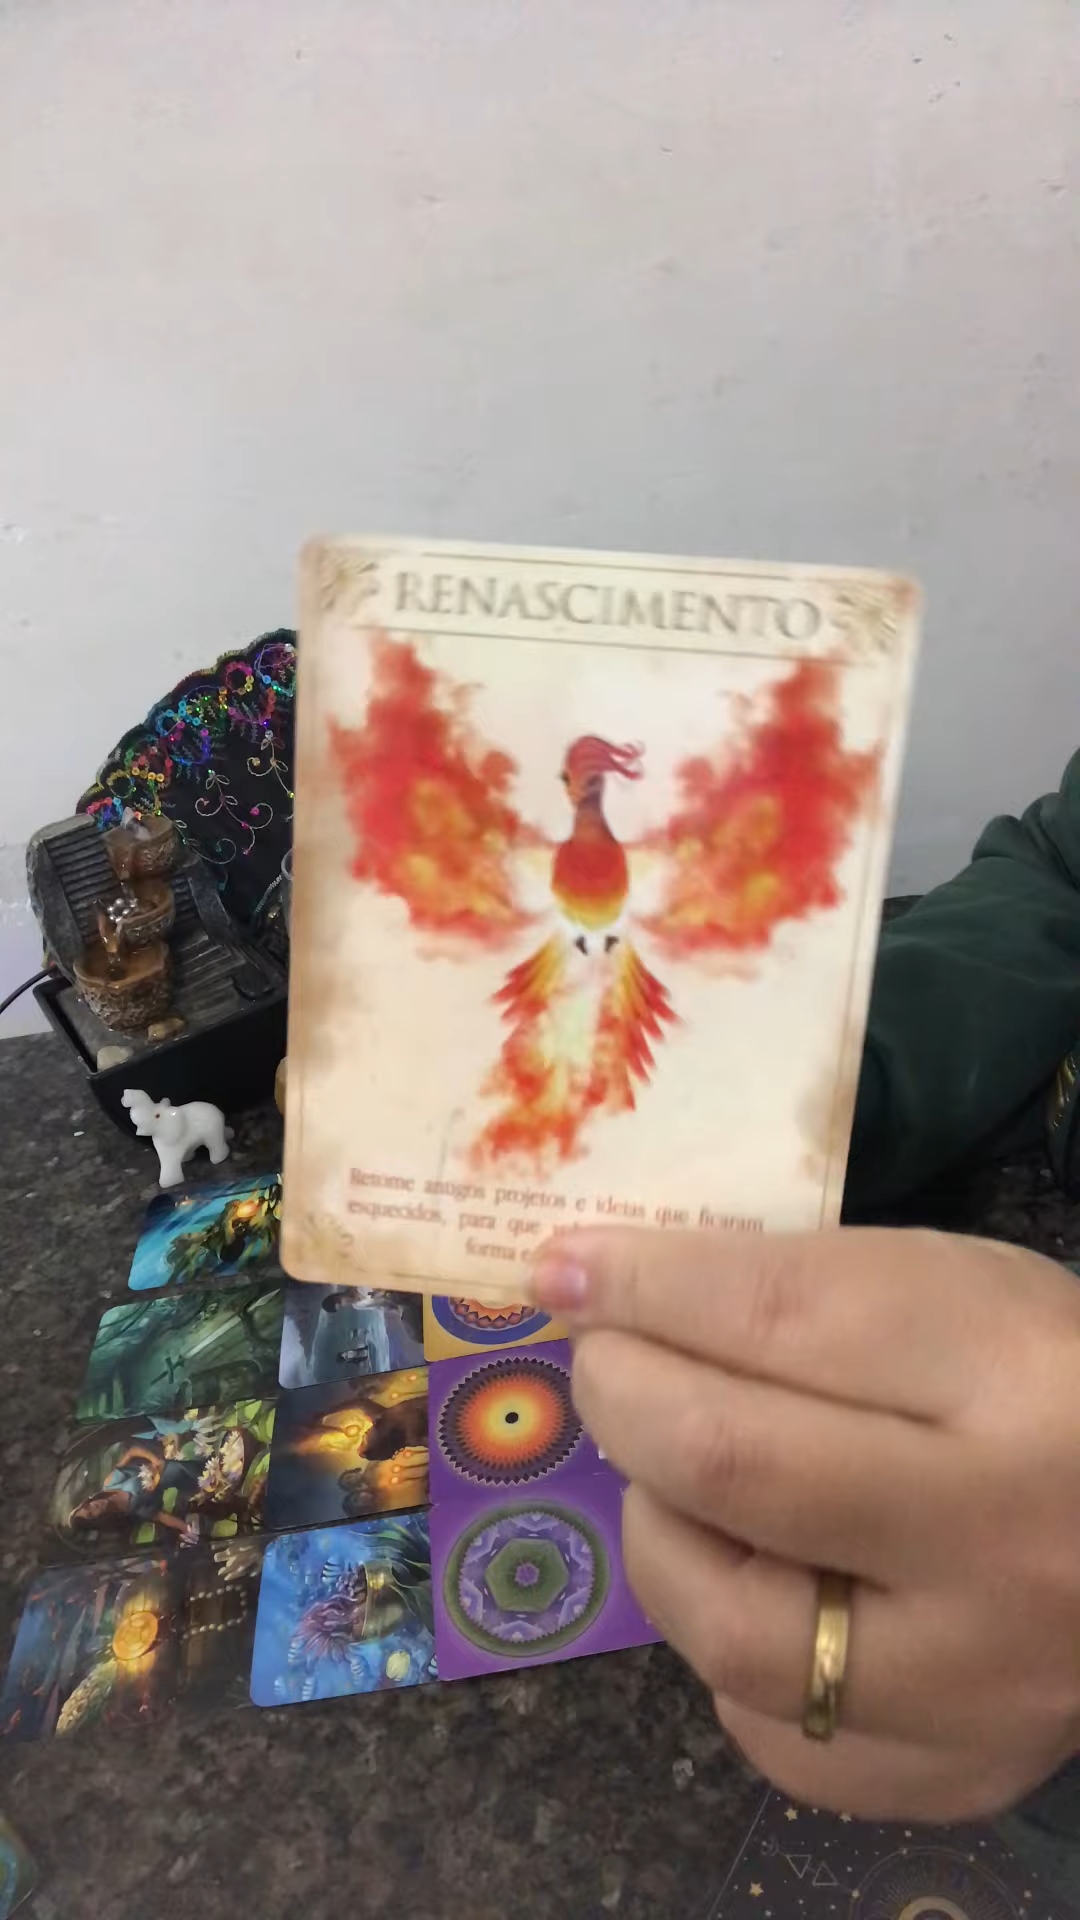 RENASCIMENTO
Retome antigos projetos e ideias que ficaram
esquecidos, para que
forma e